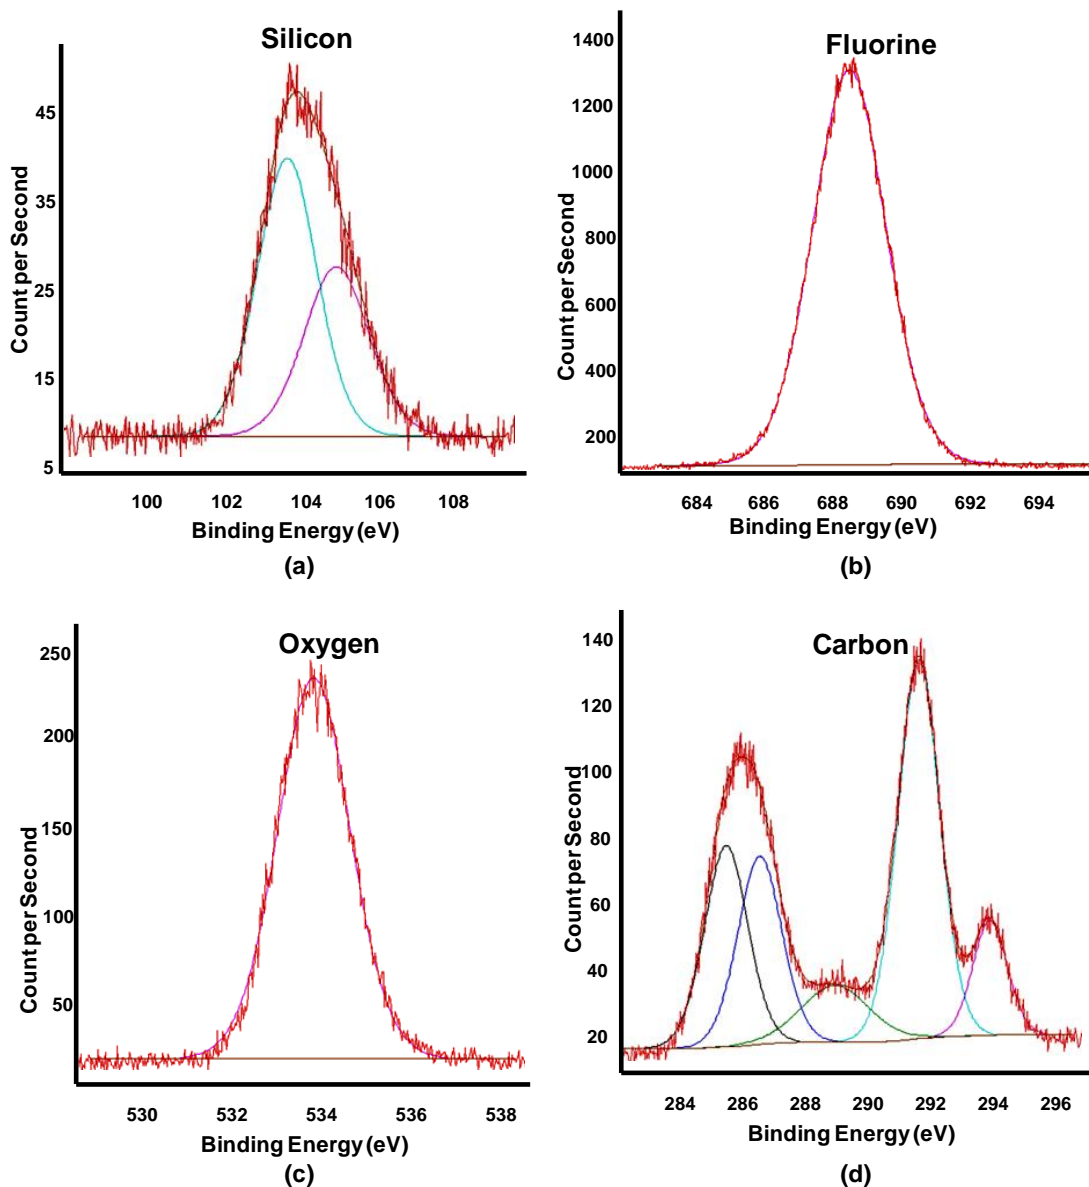 Silicon
45
35
25
15
5
Count per Second
100 102 104 106 108
Binding Energy (eV)
(a)
Fluorine
1400
1200
1000
800
600
400
200
Count per Second
684 686 688 690 692 694
Binding Energy (eV)
(b)
Oxygen
250
200
150
100
50
Count per Second
530 532 534 536 538
Binding Energy (eV)
(c)
Carbon
140
120
100
80
60
40
20
Count per Second
284 286 288 290 292 294 296
Binding Energy (eV)
(d)